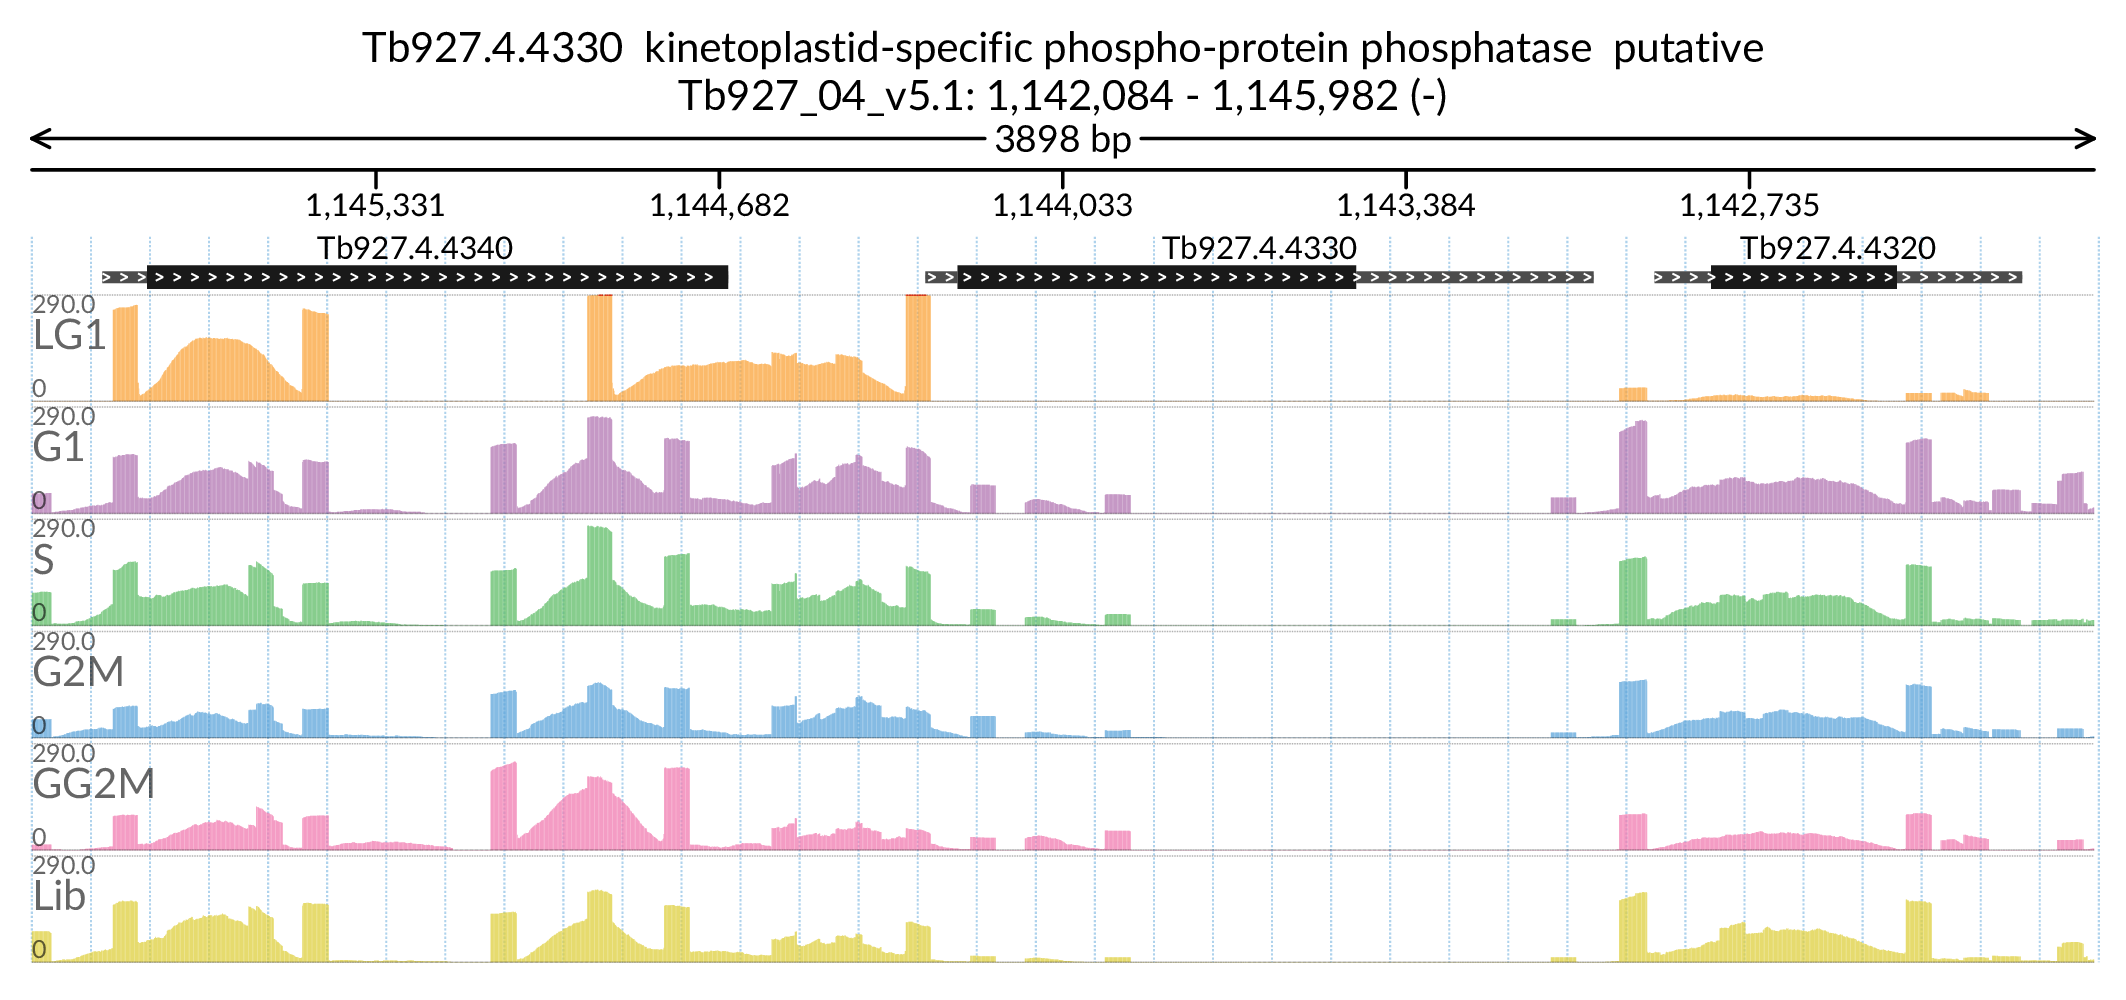 Tb927.4.4330 kinetoplastid-specific phospho-protein phosphatase putative
Tb927_04_v5.1: 1,142,084 - 1,145,982 (-)
3898 bp
1,145,331 1,144,682 1,144,033 1,143,384 1,142,735
Tb927.4.4340 Tb927.4.4330 Tb927.4.4320
290.0
LG1
0
290.0
G1
0
290.0
S
0
290.0
G2M
0
290.0
GG2M
0
290.0
Lib
0